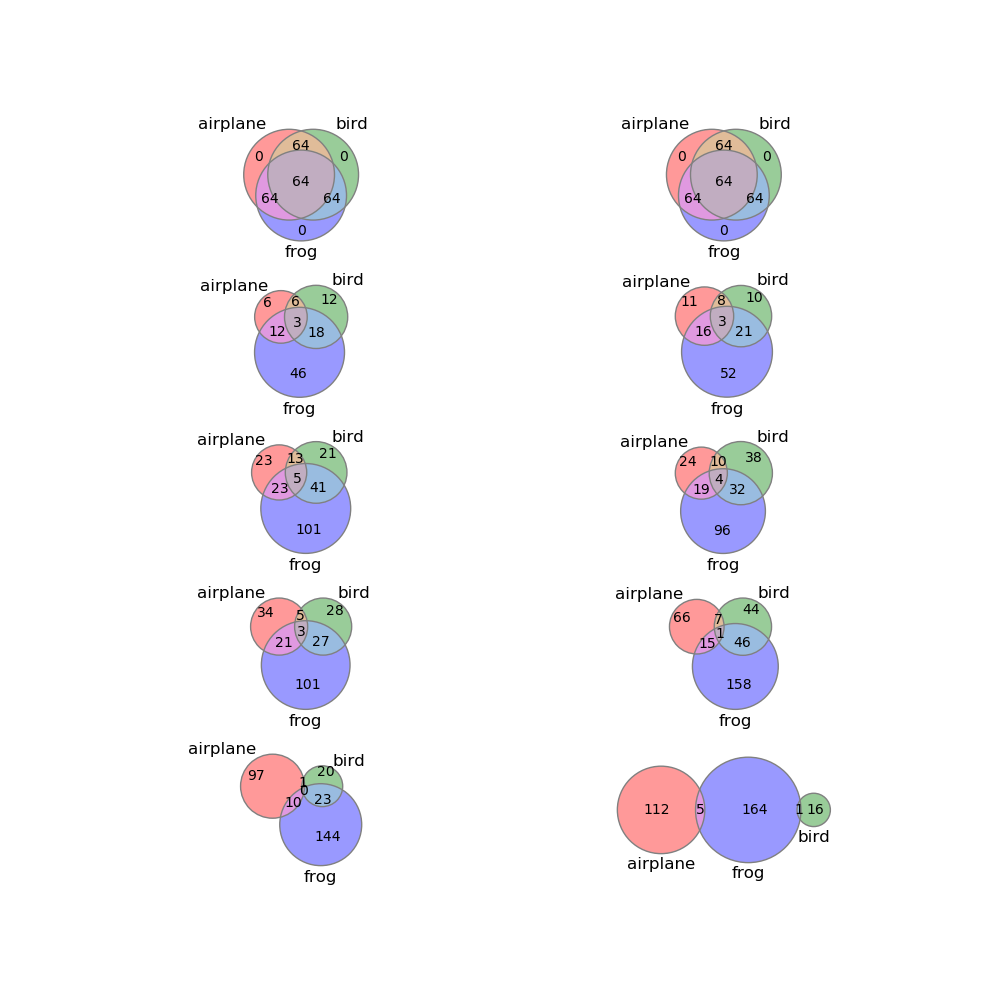 airplane bird
64
0 0
64
64 64
0
frog
airplane bird
64
0 0
64
64 64
0
frog
airplane bird
6 6 12
3
12 18
46
frog
airplane bird
11 8 10
3
16 21
52
frog
airplane bird
23 13 21
5
23 41
101
frog
airplane bird
24 10 38
4
19 32
96
frog
airplane bird
34 5 28
3
21 27
101
frog
airplane bird
66 7 44
1
15 46
158
frog
airplane bird
97 1 20
0
10 23
144
frog
112 5 164 1 16
airplane frog bird